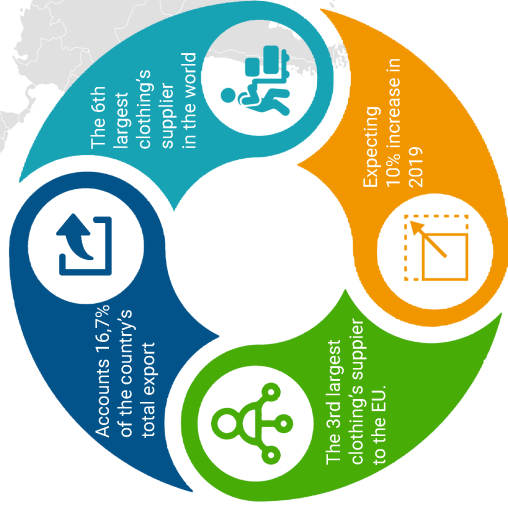 The 6th
largest
clothing's
supplier
in the world
Expecting
10% increase in
2019
Accounts 16,7%
of the country's
total export
The 3rd largest
clothing's suppier
to the EU.